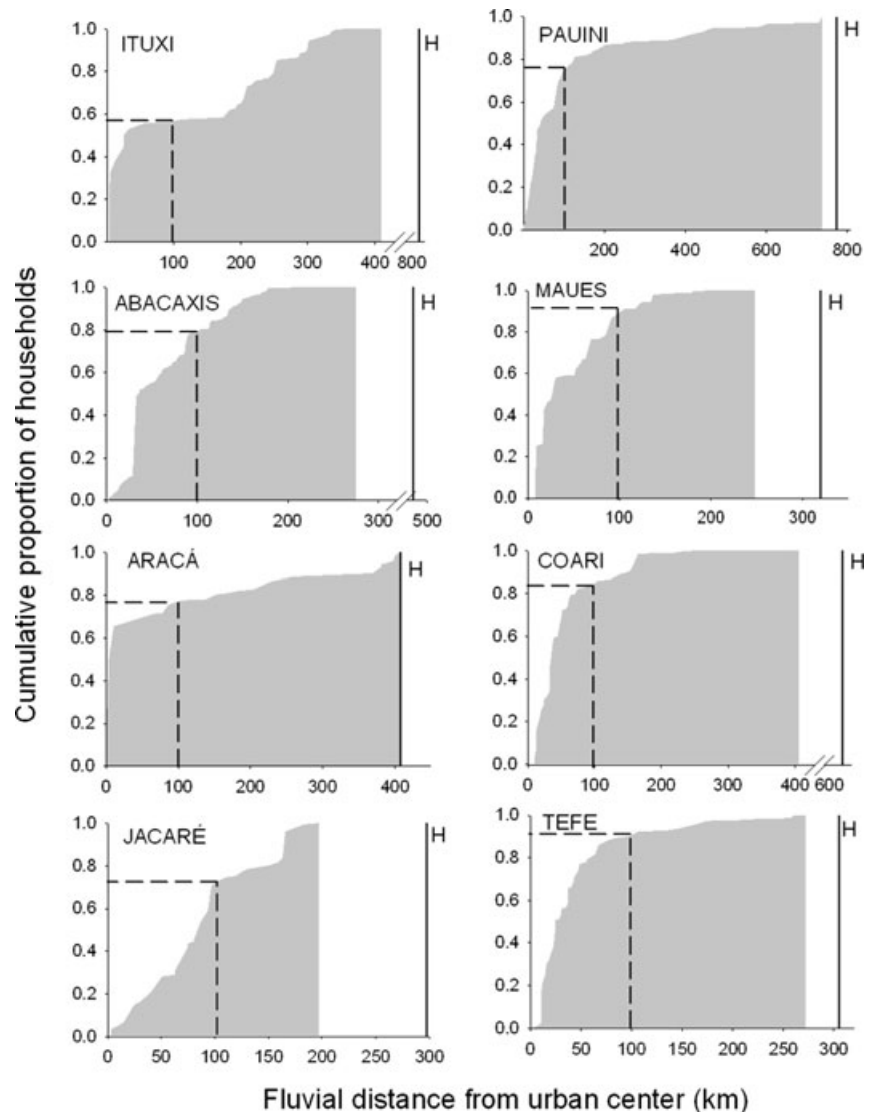 Cumulative proportion of households
ITUXI
H
1.0
0.8
0.6
0.4
0.2
0.0
100 200 300 400 800
PAUINI
H
1.0
0.8
0.6
0.4
0.2
0.0
200 400 600 800
ABACAXIS
H
1.0
0.8
0.6
0.4
0.2
0.0
0 100 200 300 500
MAUES
H
1.0
0.8
0.6
0.4
0.2
0.0
0 100 200 300
ARACÁ
H
1.0
0.8
0.6
0.4
0.2
0.0
0 100 200 300 400
COARI
H
1.0
0.8
0.6
0.4
0.2
0.0
0 100 200 300 400 600
JACARÉ
H
1.0
0.8
0.6
0.4
0.2
0.0
0 50 100 150 200 250 300
TEFE
H
1.0
0.8
0.6
0.4
0.2
0.0
0 50 100 150 200 250 300
Fluvial distance from urban center (km)